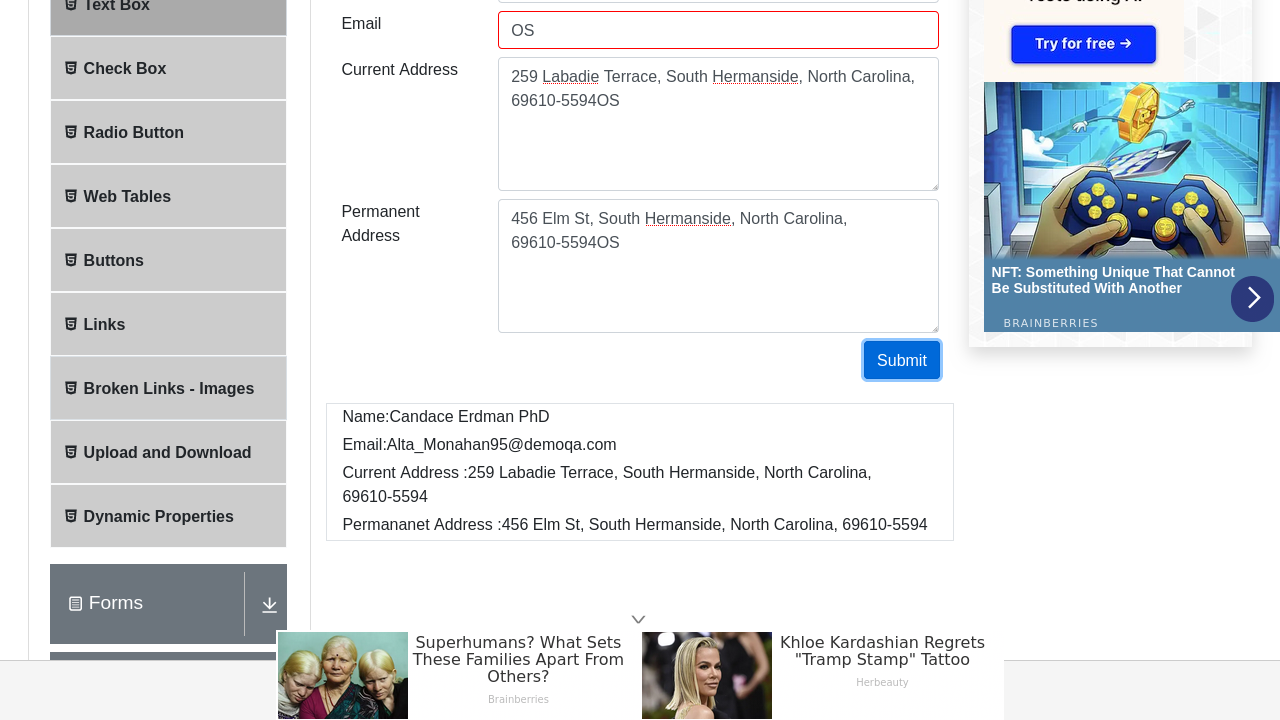 Text Box
Check Box
Radio Button
Web Tables
Buttons
Links
Broken Links - Images
Upload and Download
Dynamic Properties
Forms
Email
OS
Current Address
259 Labadie Terrace, South Hermanside, North Carolina,
69610-5594OS
Permanent
Address
456 Elm St, South Hermanside, North Carolina,
69610-5594OS
Submit
Name:Candace Erdman PhD
Email:Alta_Monahan95@demoqa.com
Current Address :259 Labadie Terrace, South Hermanside, North Carolina,
69610-5594
Permananet Address :456 Elm St, South Hermanside, North Carolina, 69610-5594
Try for free →
NFT: Something Unique That Cannot
Be Substituted With Another
BRAINBERRIES
Superhumans? What Sets
These Families Apart From
Others?
Brainberries
Khloe Kardashian Regrets
"Tramp Stamp" Tattoo
Herbeauty